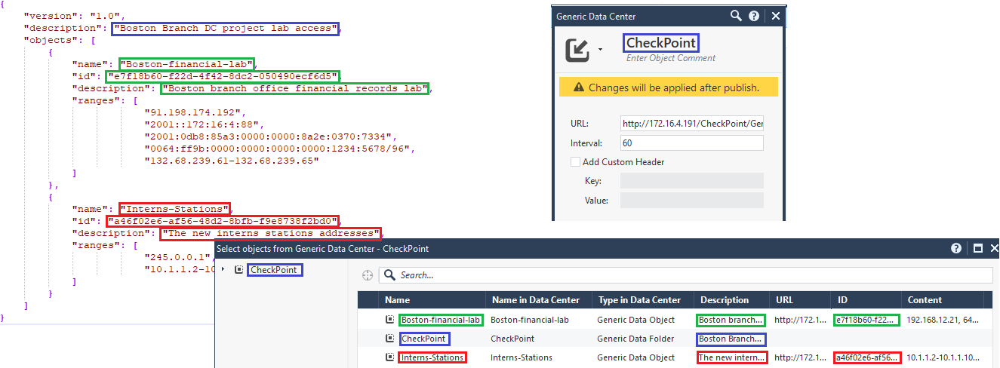 {
"version": "1.0",
"description": "Boston Branch DC project lab access",
"objects": [
{
"name": "Boston-financial-lab",
"id": "e7f18b60-f22d-4f42-8dc2-050490ecf6d5",
"description": "Boston branch office financial records lab",
"ranges": [
"91.198.174.192",
"2001::172:16:4:88",
"2001:0db8:85a3:0000:0000:8a2e:0370:7334",
"0064:ff9b:0000:0000:0000:0000:1234:5678/96",
"132.68.239.61-132.68.239.65"
]
},
{
"name": "Interns-Stations",
"id": "a46f02e6-af56-48d2-8bfb-f9e8738f2bd0",
"description": "The new interns stations addresses",
"ranges": [
"245.0.0.1",
"10.1.1.2-10
]
}
]
}
Generic Data Center
CheckPoint
Enter Object Comment
Changes will be applied after publish.
URL: http://172.16.4.191/CheckPoint/Ger
Interval: 60
Add Custom Header
Key:
Value:
Select objects from Generic Data Center - CheckPoint
CheckPoint
Search...
Name Name in Data Center Type in Data Center Description URL ID Content
Boston-financial-lab Boston-financial-lab Generic Data Object Boston branch... http://172.1... e7f18b60-f22... 192.168.12.21, 64...
CheckPoint CheckPoint Generic Data Folder Boston Branch...
Interns-Stations Interns-Stations Generic Data Object The new intern... http://172.1... a46f02e6-af56... 10.1.1.2-10.1.1.10...